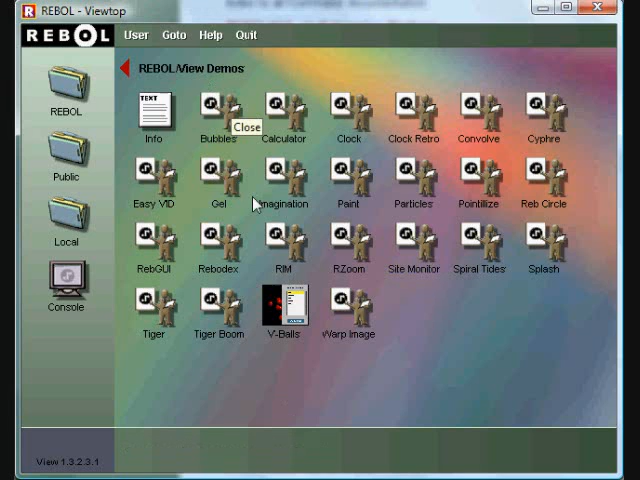 REBOL - Viewtop
REBOL User Goto Help Quit
REBOL/View Demos
REBOL
Public
Local
Console
TEXT
Info Bubbles Calculator Clock Clock Retro Convolve Cyphre
Close
Easy VID Gel Imagination Paint Particles Pointillize Reb Circle
RebGUI Rebodex RIM RZoom Site Monitor Spiral Tides Splash
Tiger Tiger Boom V-Balls Warp Image
View 1.3.2.3.1